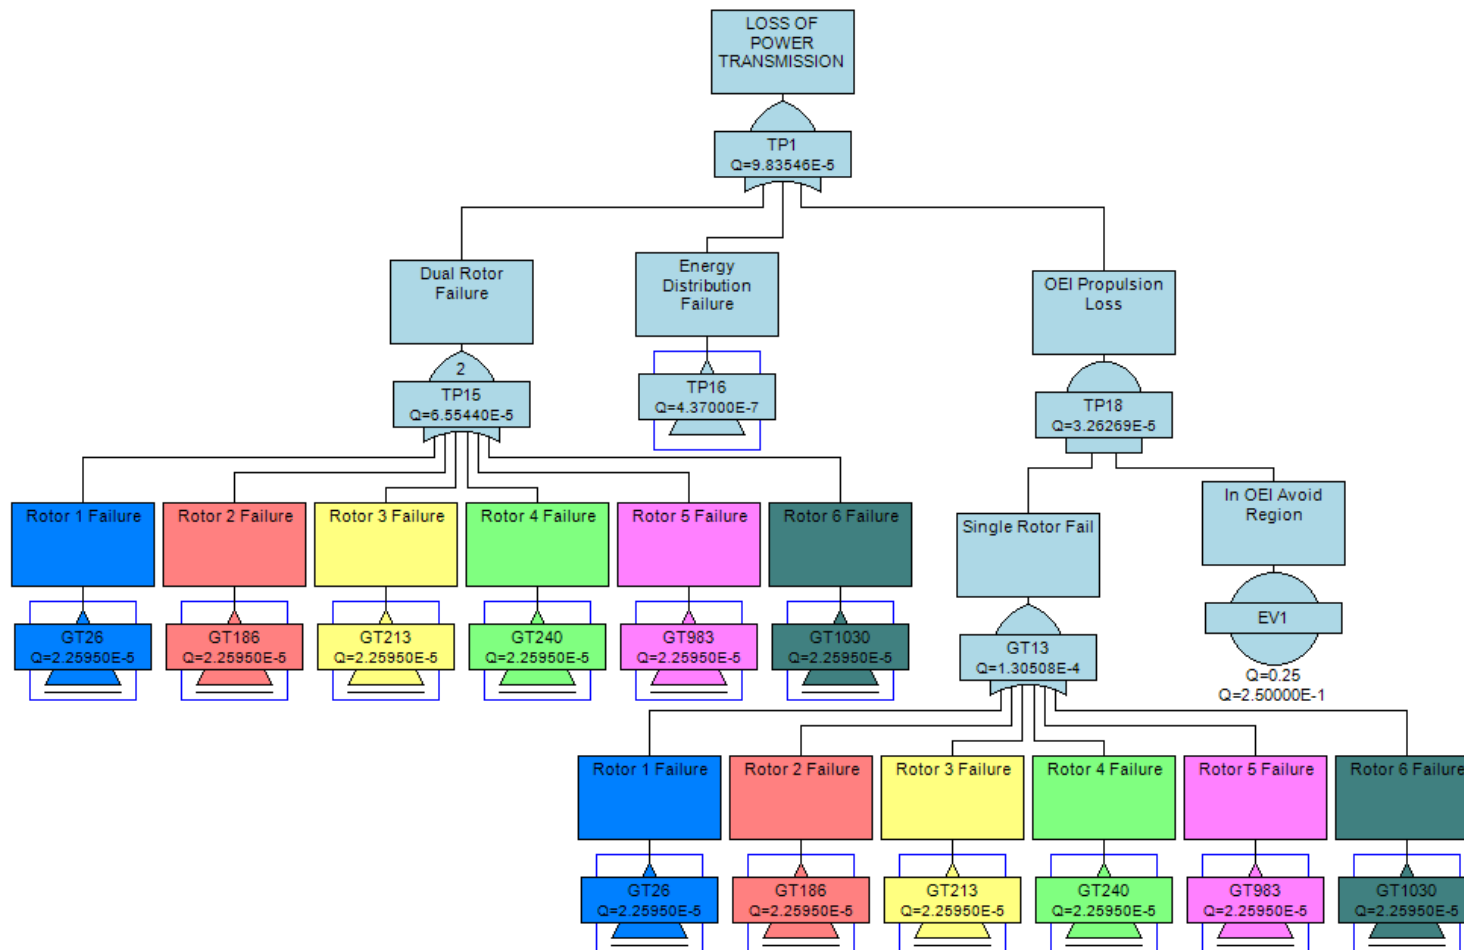 LOSS OF
POWER
TRANSMISSION
TP1
Q=9.83546E-5
Dual Rotor
Failure
2
TP15
Q=6.55440E-5
Energy
Distribution
Failure
TP16
Q=4.37000E-7
OEI Propulsion
Loss
TP18
Q=3.26269E-5
Rotor 1 Failure
GT26
Q=2.25950E-5
Rotor 2 Failure
GT186
Q=2.25950E-5
Rotor 3 Failure
GT213
Q=2.25950E-5
Rotor 4 Failure
GT240
Q=2.25950E-5
Rotor 5 Failure
GT983
Q=2.25950E-5
Rotor 6 Failure
GT1030
Q=2.25950E-5
Single Rotor Fail
GT13
Q=1.30508E-4
In OEI Avoid
Region
EV1
Q=0.25
Q=2.50000E-1
Rotor 1 Failure
GT26
Q=2.25950E-5
Rotor 2 Failure
GT186
Q=2.25950E-5
Rotor 3 Failure
GT213
Q=2.25950E-5
Rotor 4 Failure
GT240
Q=2.25950E-5
Rotor 5 Failure
GT983
Q=2.25950E-5
Rotor 6 Failure
GT1030
Q=2.25950E-5